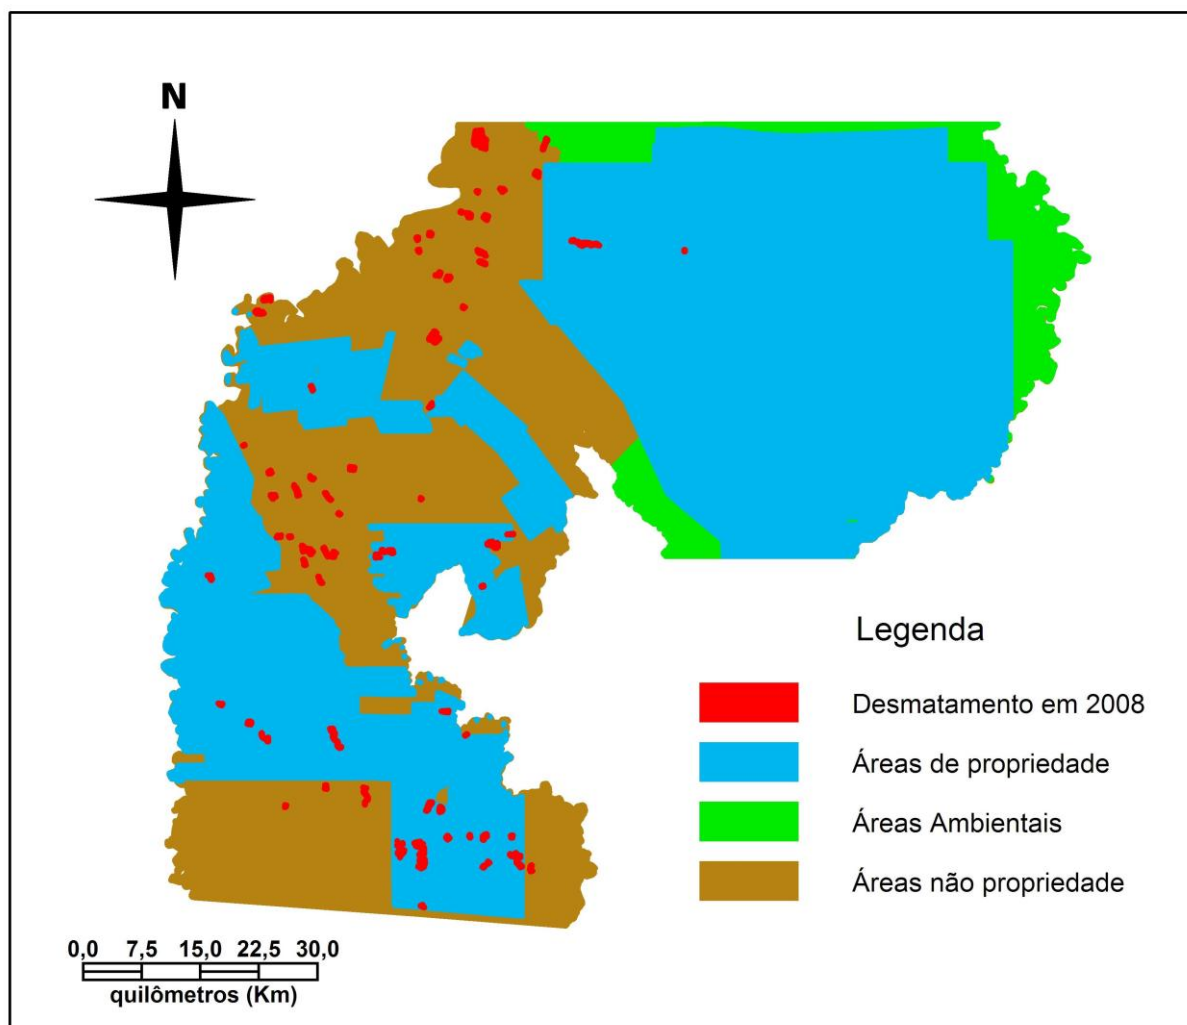 N
Legenda
Desmatamento em 2008
Áreas de propriedade
Áreas Ambientais
Áreas não propriedade
0,0 7,5 15,0 22,5 30,0
quilômetros (Km)